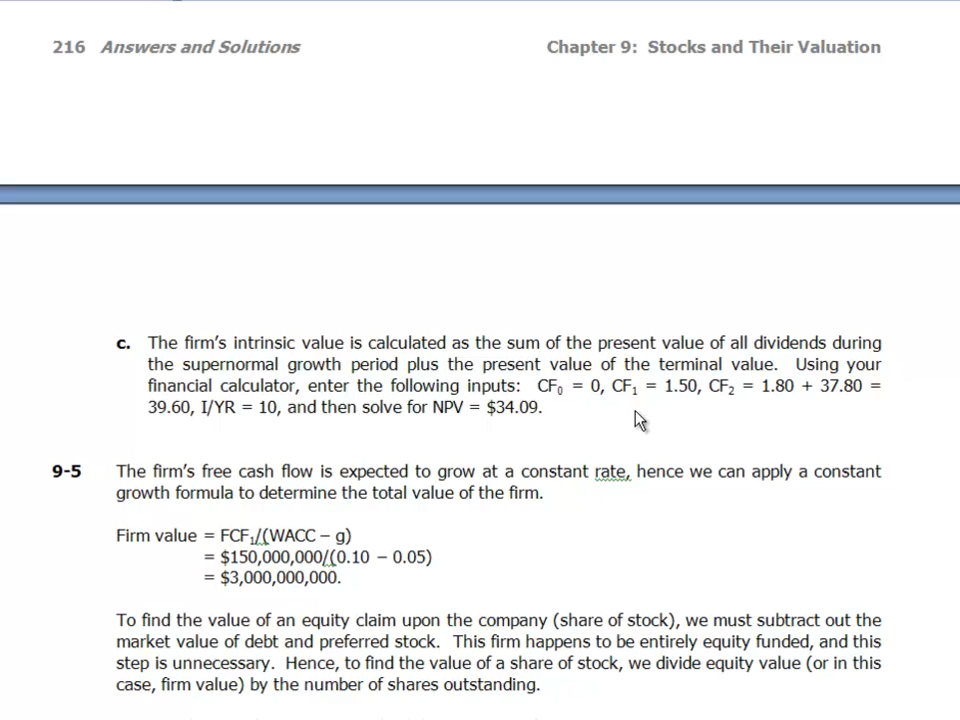 216 Answers and Solutions Chapter 9: Stocks and Their Valuation
c. The firm's intrinsic value is calculated as the sum of the present value of all dividends during
the supernormal growth period plus the present value of the terminal value. Using your
financial calculator, enter the following inputs: CF₀ = 0, CF₁ = 1.50, CF₂ = 1.80 + 37.80 =
39.60, I/YR = 10, and then solve for NPV = $34.09.
9-5 The firm's free cash flow is expected to grow at a constant rate, hence we can apply a constant
growth formula to determine the total value of the firm.
Firm value = FCF₁/(WACC – g)
= $150,000,000/(0.10 – 0.05)
= $3,000,000,000.
To find the value of an equity claim upon the company (share of stock), we must subtract out the
market value of debt and preferred stock. This firm happens to be entirely equity funded, and this
step is unnecessary. Hence, to find the value of a share of stock, we divide equity value (or in this
case, firm value) by the number of shares outstanding.